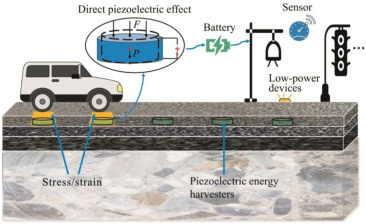 Direct piezoelectric effect
Sensor
F
Battery
P
Low-power
devices
Stress/strain
Piezoelectric energy
harvesters